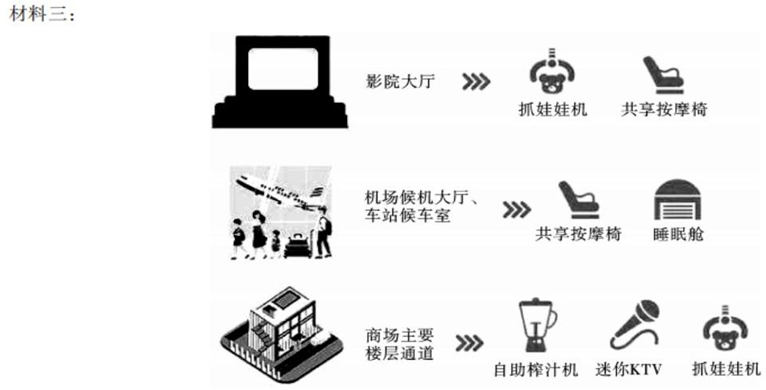 材料三：
影院大厅
抓娃娃机
共享按摩椅
机场候机大厅、
车站候车室
共享按摩椅
睡眠舱
商场主要
楼层通道
自助榨汁机
迷你KTV
抓娃娃机